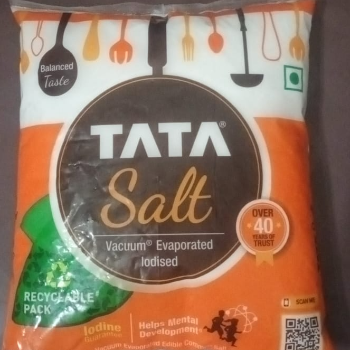 Balanced
Taste
TATA®
Salt
Vacuum® Evaporated
Iodised
OVER
40
YEARS OF
TRUST
RECYCLABLE
PACK
SCAN ME
Iodine
Helps Mental
Development